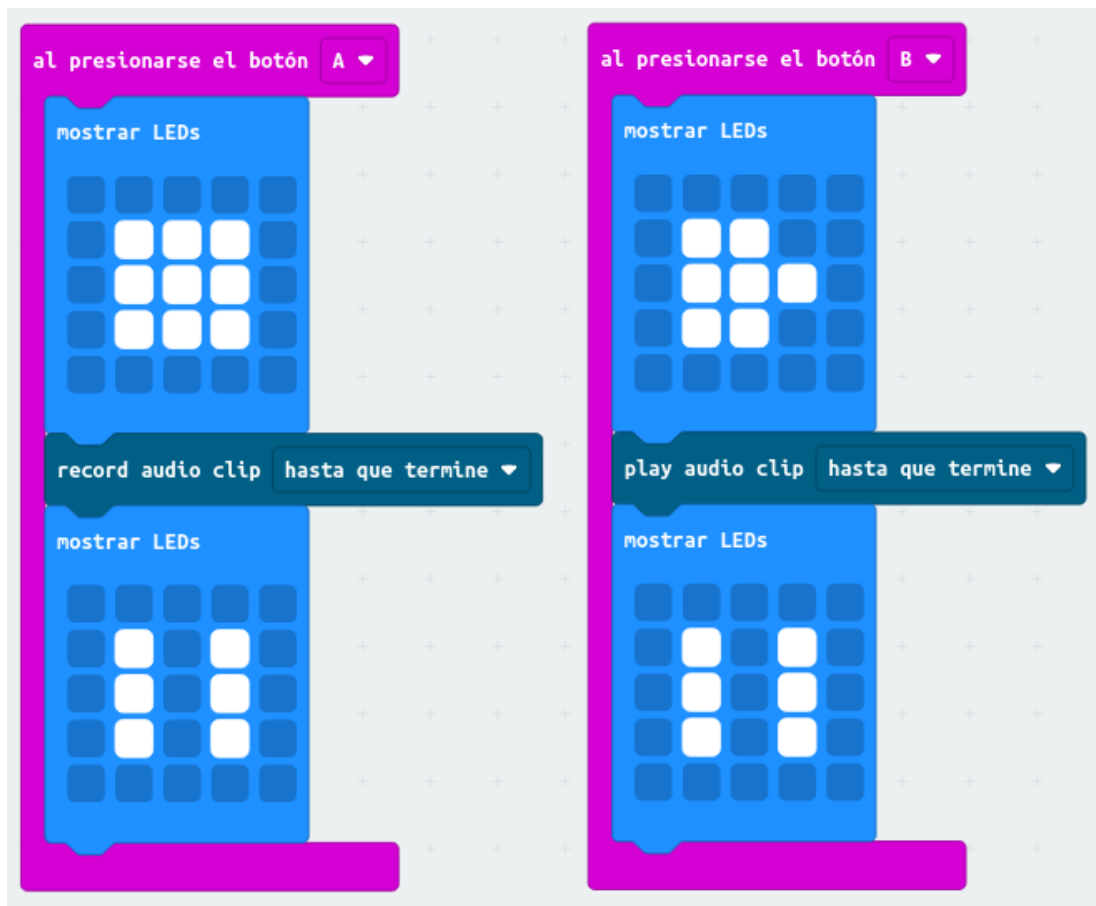 al presionarse el botón A
mostrar LEDs
record audio clip hasta que termine
mostrar LEDs
al presionarse el botón B
mostrar LEDs
play audio clip hasta que termine
mostrar LEDs